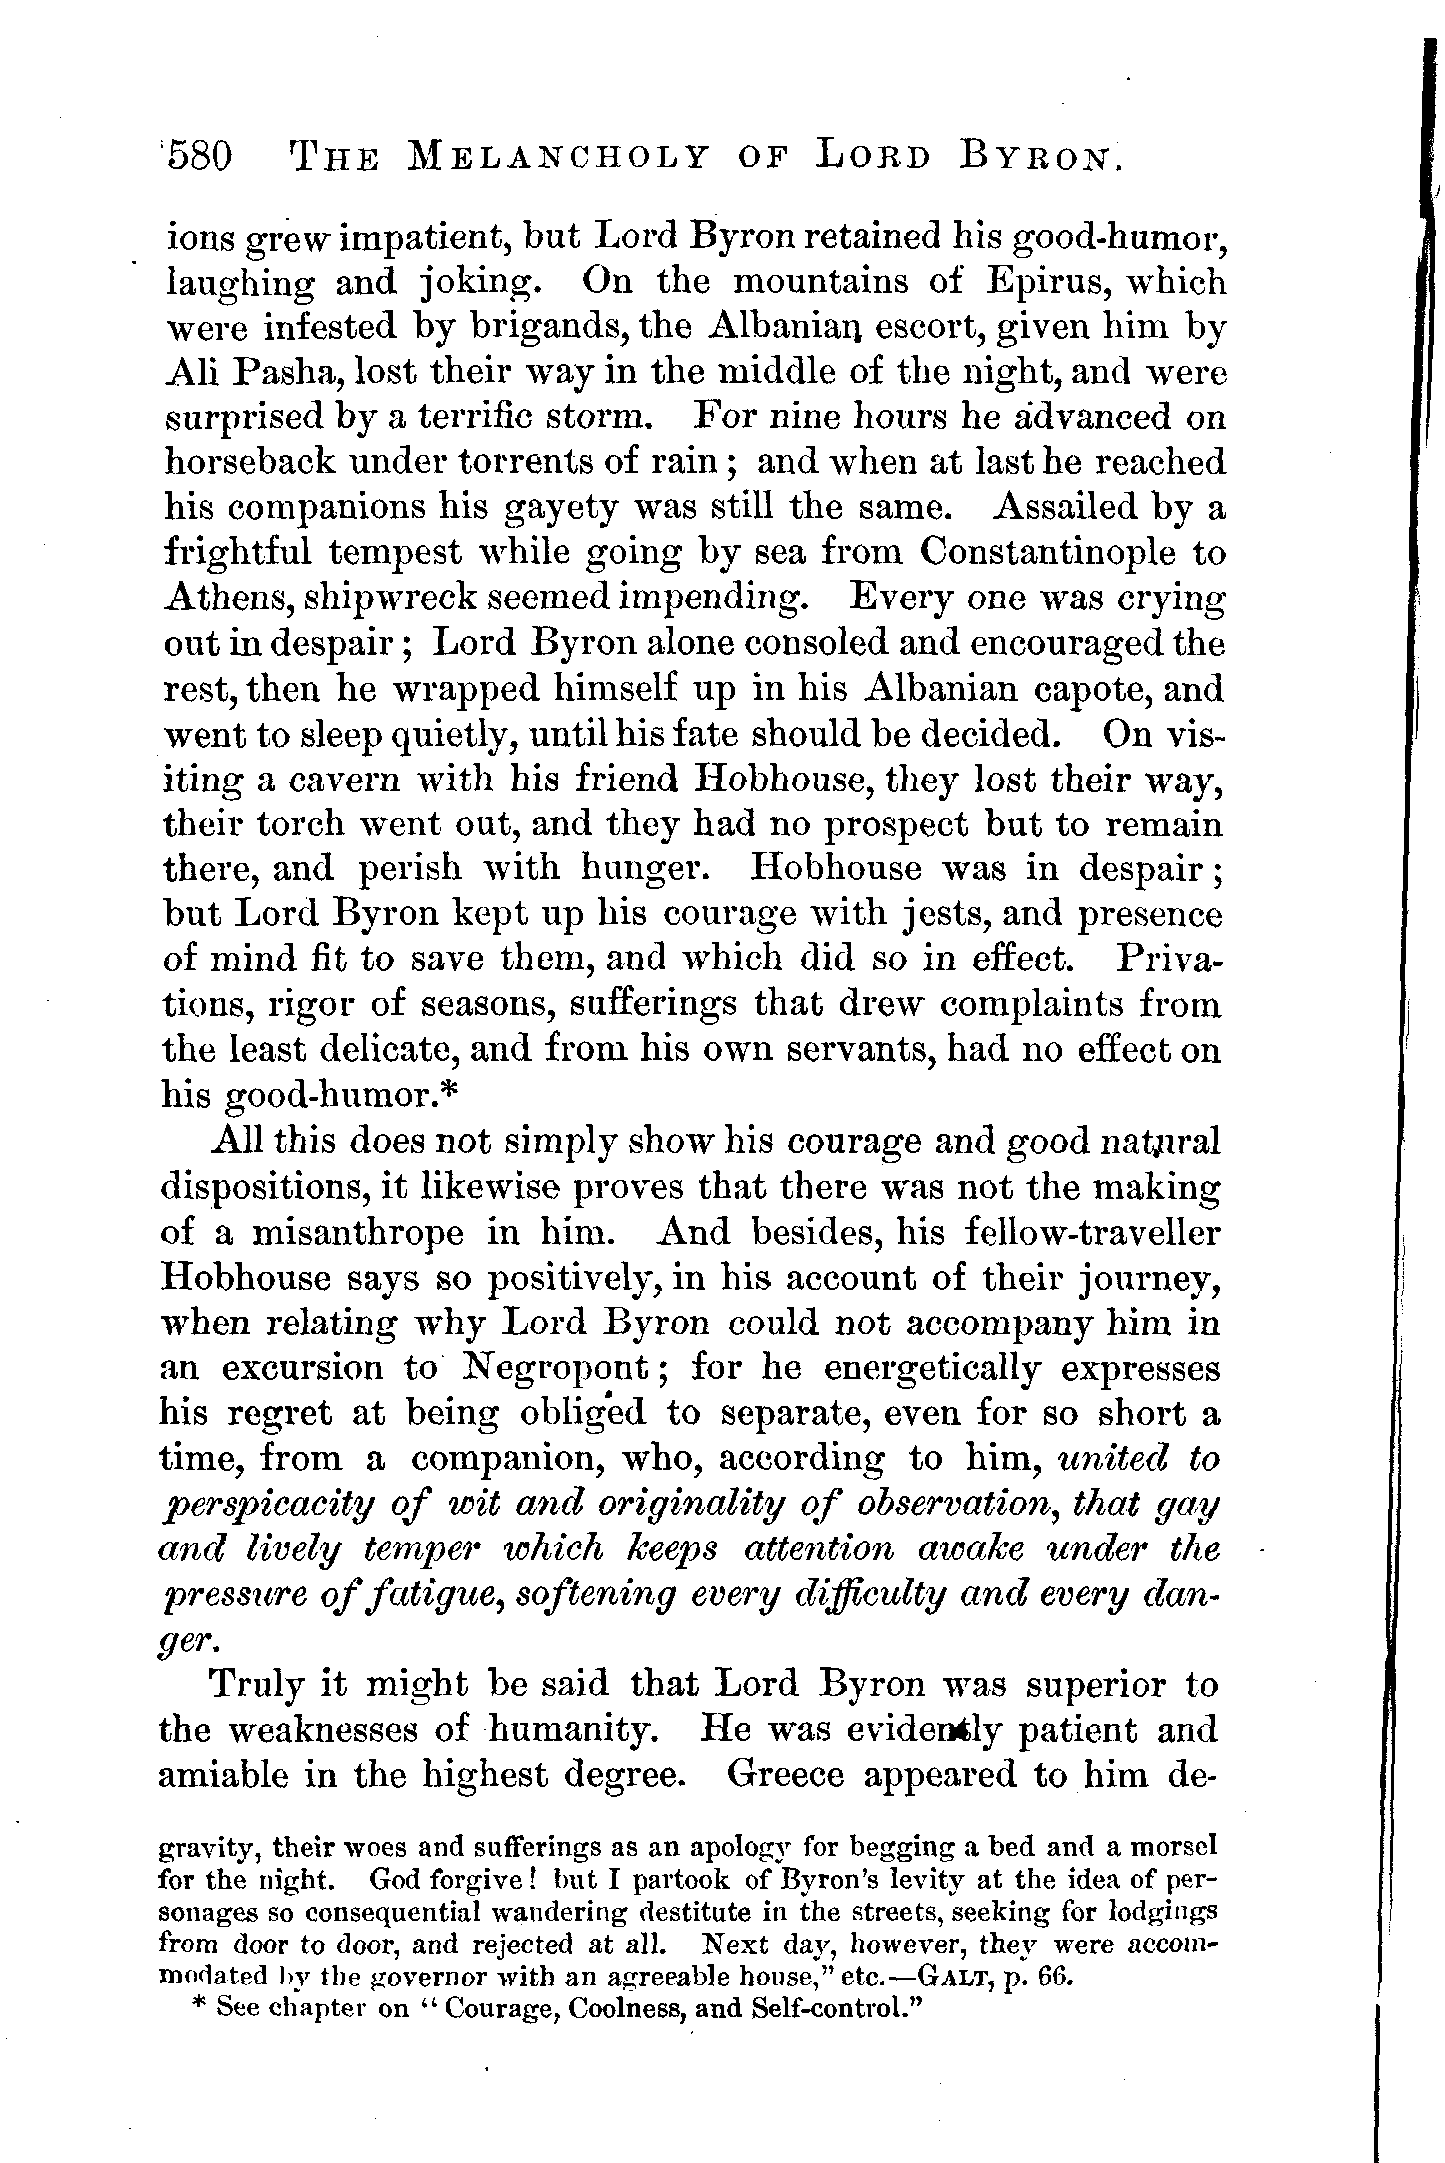 580 THE MELANCHOLY OF LORD BYRON.
ions grew impatient, but Lord Byron retained his good-humor,
laughing and joking. On the mountains of Epirus, which
were infested by brigands, the Albanian escort, given him by
Ali Pasha, lost their way in the middle of the night, and were
surprised by a terrific storm. For nine hours he advanced on
horseback under torrents of rain; and when at last he reached
his companions his gayety was still the same. Assailed by a
frightful tempest while going by sea from Constantinople to
Athens, shipwreck seemed impending. Every one was crying
out in despair; Lord Byron alone consoled and encouraged the
rest, then he wrapped himself up in his Albanian capote, and
went to sleep quietly, until his fate should be decided. On vis-
iting a cavern with his friend Hobhouse, they lost their way,
their torch went out, and they had no prospect but to remain
there, and perish with hunger. Hobhouse was in despair;
but Lord Byron kept up his courage with jests, and presence
of mind fit to save them, and which did so in effect. Priva-
tions, rigor of seasons, sufferings that drew complaints from
the least delicate, and from his own servants, had no effect on
his good-humor.*
All this does not simply show his courage and good natural
dispositions, it likewise proves that there was not the making
of a misanthrope in him. And besides, his fellow-traveller
Hobhouse says so positively, in his account of their journey,
when relating why Lord Byron could not accompany him in
an excursion to Negropont; for he energetically expresses
his regret at being obliged to separate, even for so short a
time, from a companion, who, according to him, united to
perspicacity of wit and originality of observation, that gay
and lively temper which keeps attention awake under the
pressure of fatigue, softening every difficulty and every dan-
ger.
Truly it might be said that Lord Byron was superior to
the weaknesses of humanity. He was evidently patient and
amiable in the highest degree. Greece appeared to him de-
gravity, their woes and sufferings as an apology for begging a bed and a morsel
for the night. God forgive! but I partook of Byron's levity at the idea of per-
sonages so consequential wandering destitute in the streets, seeking for lodgings
from door to door, and rejected at all. Next day, however, they were accom-
modated by the governor with an agreeable house," etc.—GALT, p. 66.
* See chapter on "Courage, Coolness, and Self-control."